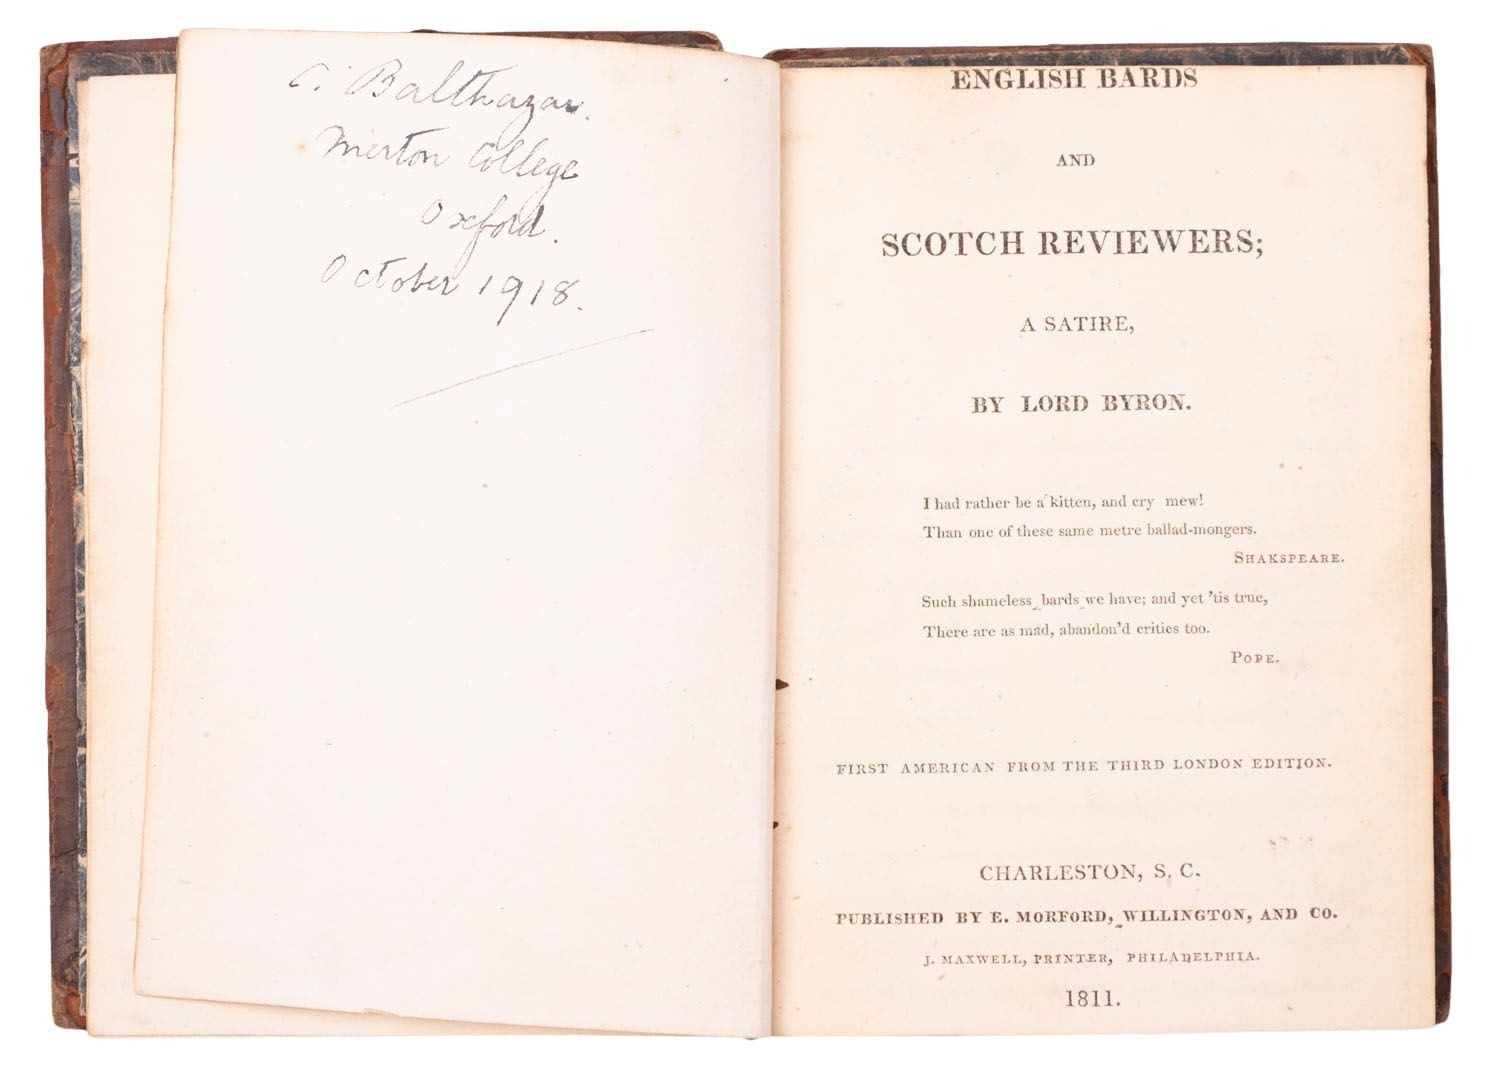 C. Balthazar.
Merton College
Oxford.
October 1918.
ENGLISH BARDS
AND
SCOTCH REVIEWERS;
A SATIRE,
BY LORD BYRON.
I had rather be a kitten, and cry mew!
Than one of these same metre ballad-mongers.
SHAKSPEARE.
Such shameless bards we have; and yet 'tis true,
There are as mad, abandon'd critics too.
POPE.
FIRST AMERICAN FROM THE THIRD LONDON EDITION.
CHARLESTON, S. C.
PUBLISHED BY E. MORFORD, WILLINGTON, AND CO.
J. MAXWELL, PRINTER, PHILADELPHIA.
1811.